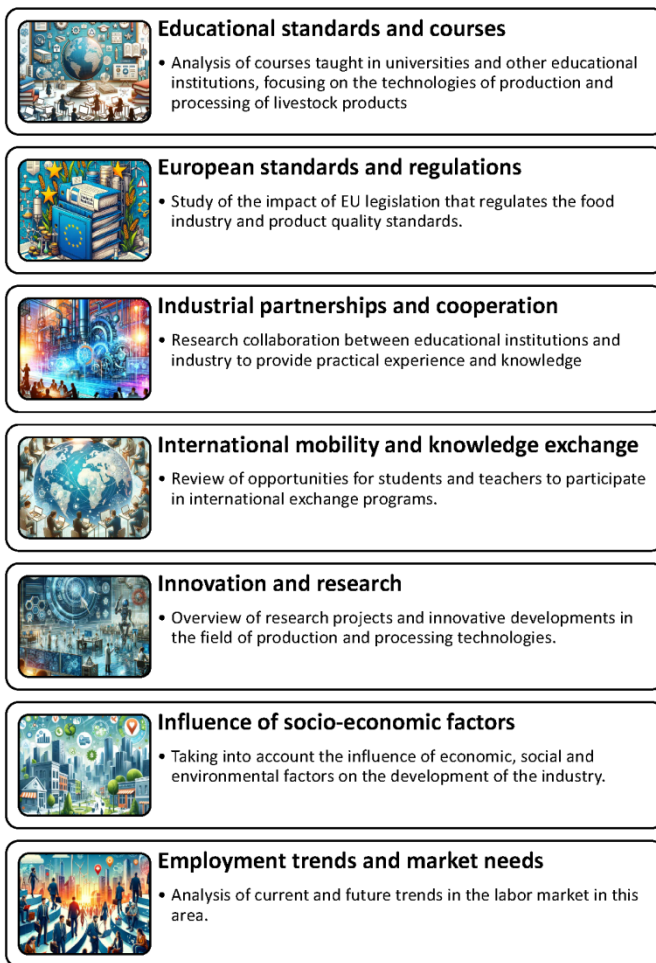 Educational standards and courses
• Analysis of courses taught in universities and other educational
institutions, focusing on the technologies of production and
processing of livestock products
European standards and regulations
• Study of the impact of EU legislation that regulates the food
industry and product quality standards.
Industrial partnerships and cooperation
• Research collaboration between educational institutions and
industry to provide practical experience and knowledge
International mobility and knowledge exchange
• Review of opportunities for students and teachers to participate
in international exchange programs.
Innovation and research
• Overview of research projects and innovative developments in
the field of production and processing technologies.
Influence of socio-economic factors
• Taking into account the influence of economic, social and
environmental factors on the development of the industry.
Employment trends and market needs
• Analysis of current and future trends in the labor market in this
area.